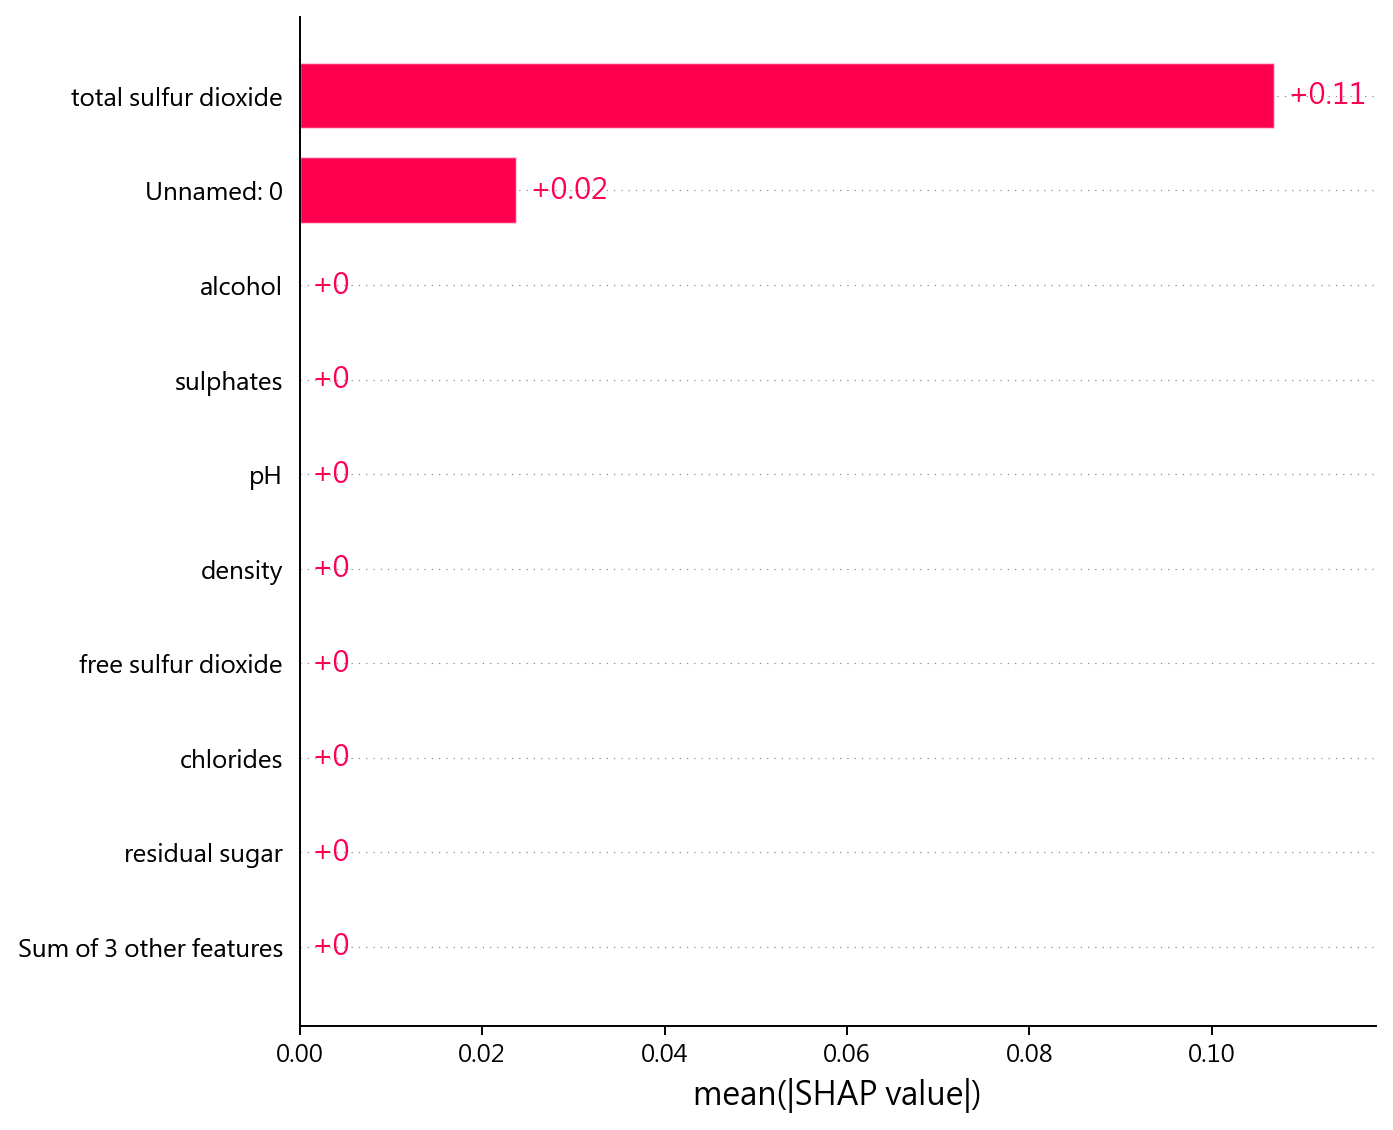 total sulfur dioxide +0.11
Unnamed: 0 +0.02
alcohol +0
sulphates +0
pH +0
density +0
free sulfur dioxide +0
chlorides +0
residual sugar +0
Sum of 3 other features +0
0.00 0.02 0.04 0.06 0.08 0.10
mean(|SHAP value|)